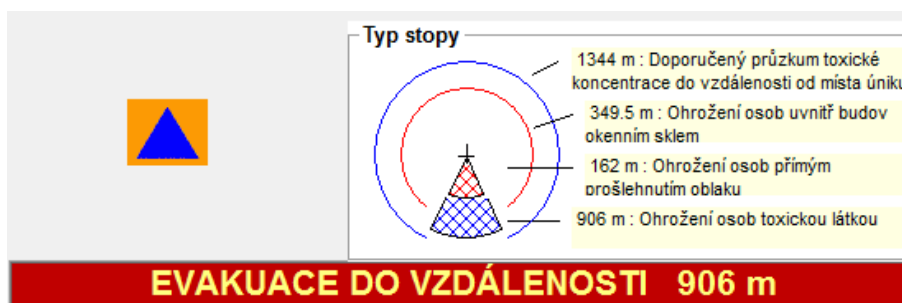 Typ stopy
1344 m : Doporučený průzkum toxické
koncentrace do vzdálenosti od místa úniku
349.5 m : Ohrožení osob uvnitř budov
okenním sklem
162 m : Ohrožení osob přímým
prošlehnutím oblaku
906 m : Ohrožení osob toxickou látkou
EVAKUACE DO VZDÁLENOSTI 906 m